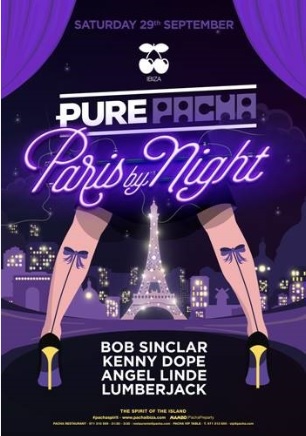 SATURDAY 29th SEPTEMBER
IBIZA
PURE PACHA
Paris by Night
BOB SINCLAR
KENNY DOPE
ANGEL LINDE
LUMBERJACK
THE SPIRIT OF THE ISLAND